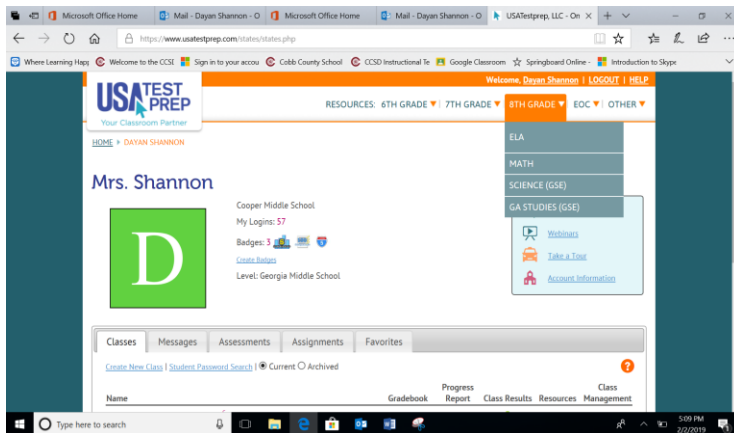 Microsoft Office Home
Mail - Dayan Shannon - O
Microsoft Office Home
Mail - Dayan Shannon - O
USATestprep, LLC - On
https://www.usatestprep.com/states/states.php
Where Learning Happ
Welcome to the CCSD
Sign in to your accou
Cobb County School
CCSD Instructional Te
Google Classroom
Springboard Online -
Introduction to Skype
Welcome, Dayan Shannon | LOGOUT | HELP
USATESTPREP
Your Classroom Partner
RESOURCES: 6TH GRADE 7TH GRADE 8TH GRADE EOC OTHER
ELA
MATH
SCIENCE (GSE)
GA STUDIES (GSE)
HOME > DAYAN SHANNON
Mrs. Shannon
D
Cooper Middle School
My Logins: 57
Badges: 3
Create Badges
Level: Georgia Middle School
Webinars
Take a Tour
Account Information
Classes Messages Assessments Assignments Favorites
Create New Class | Student Password Search | Current Archived
?
Name Gradebook Progress Report Class Results Resources Class Management
Type here to search
5:09 PM
2/2/2019